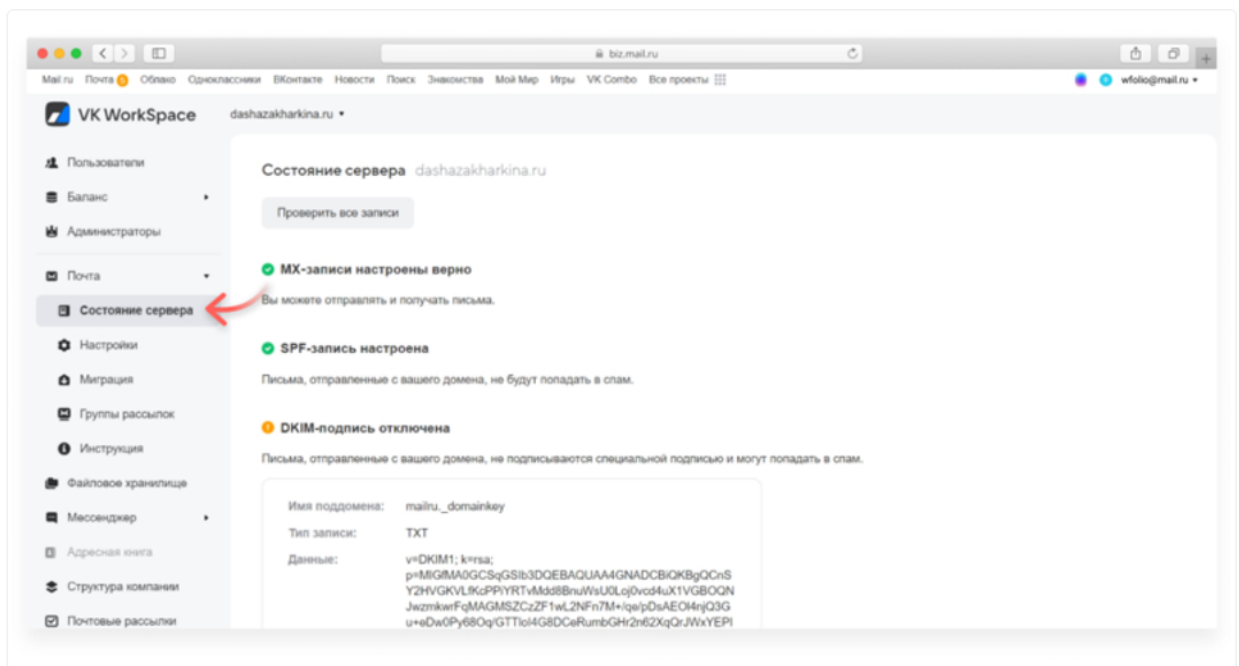 biz.mail.ru
Mail.ru Почта Облако Одноклассники ВКонтакте Новости Поиск Знакомства Мой Мир Игры VK Combo Все проекты wfolio@mail.ru
VK WorkSpace dashazakharkina.ru
Пользователи
Баланс
Администраторы
Почта
Состояние сервера
Настройки
Миграция
Группы рассылок
Инструкция
Файловое хранилище
Мессенджер
Адресная книга
Структура компании
Почтовые рассылки
Состояние сервера dashazakharkina.ru
Проверить все записи
MX-записи настроены верно
Вы можете отправлять и получать письма.
SPF-запись настроена
Письма, отправленные с вашего домена, не будут попадать в спам.
DKIM-подпись отключена
Письма, отправленные с вашего домена, не подписываются специальной подписью и могут попадать в спам.
Имя поддомена: mailru._domainkey
Тип записи: TXT
Данные: v=DKIM1; k=rsa;